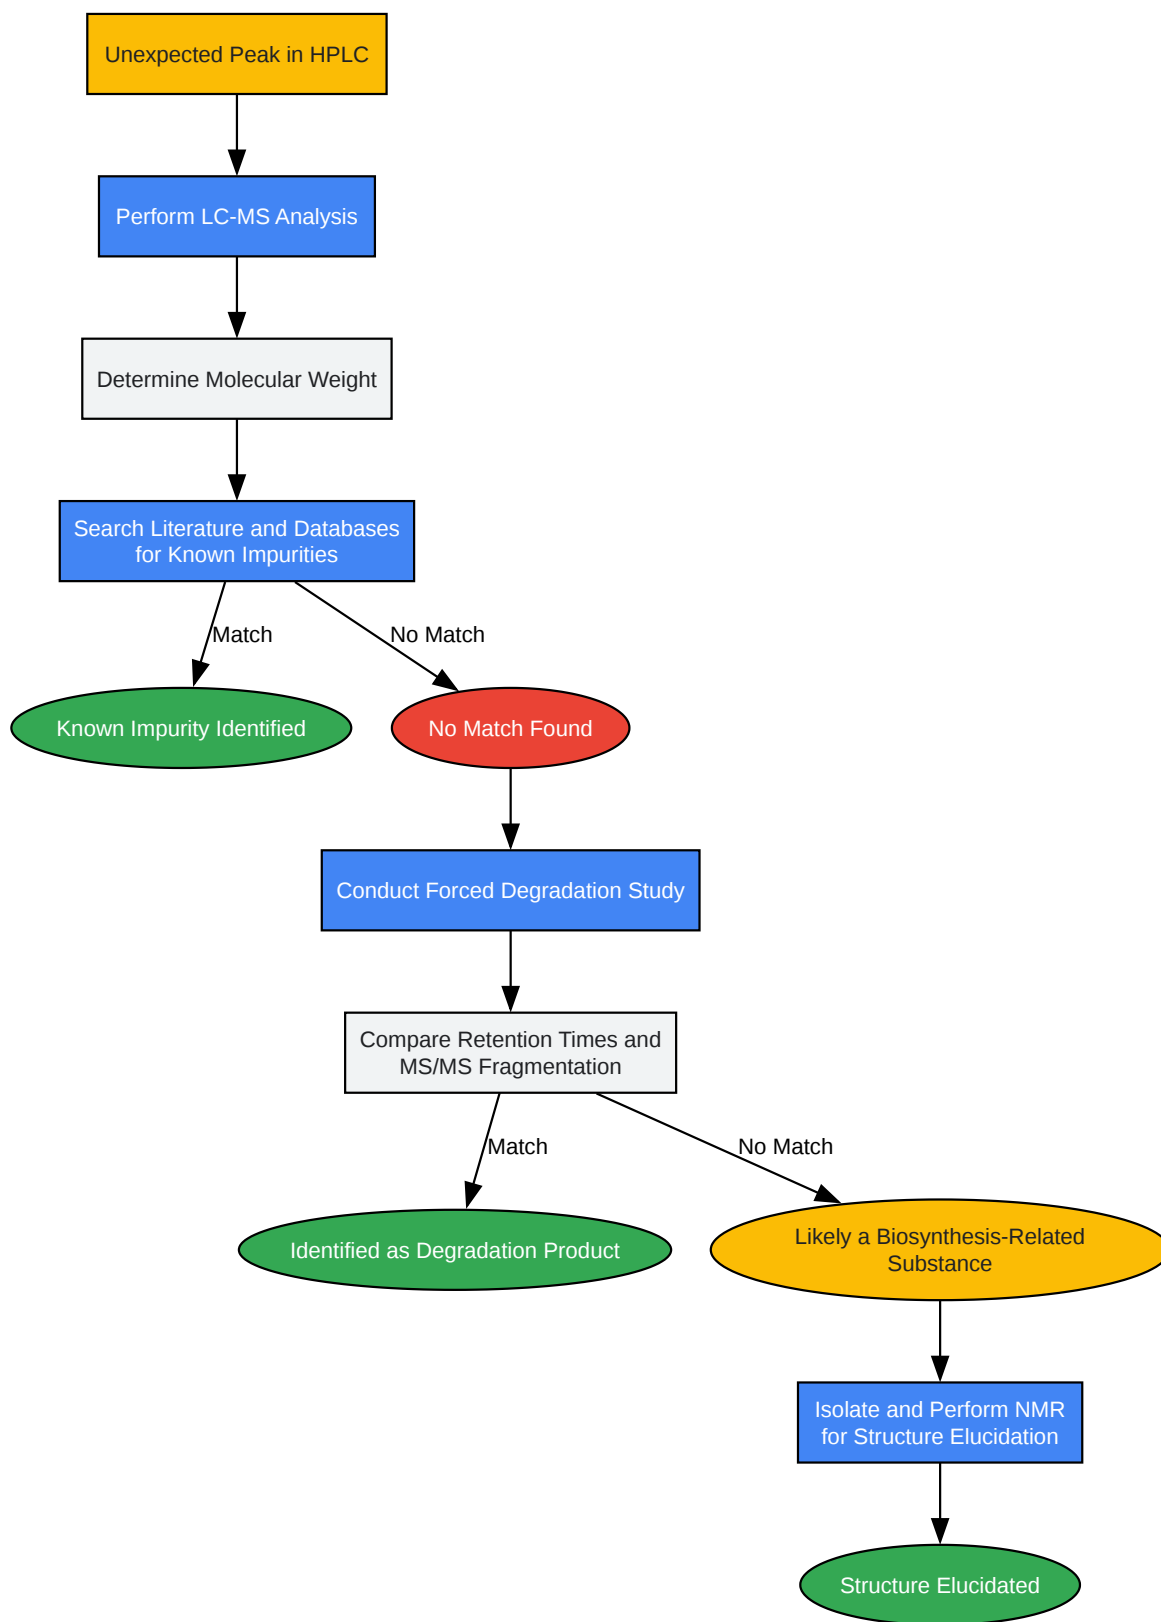 Unexpected Peak in HPLC
Perform LC-MS Analysis
Determine Molecular Weight
Search Literature and Databases
for Known Impurities
Match
No Match
Known Impurity Identified
No Match Found
Conduct Forced Degradation Study
Compare Retention Times and
MS/MS Fragmentation
Match
No Match
Identified as Degradation Product
Likely a Biosynthesis-Related
Substance
Isolate and Perform NMR
for Structure Elucidation
Structure Elucidated